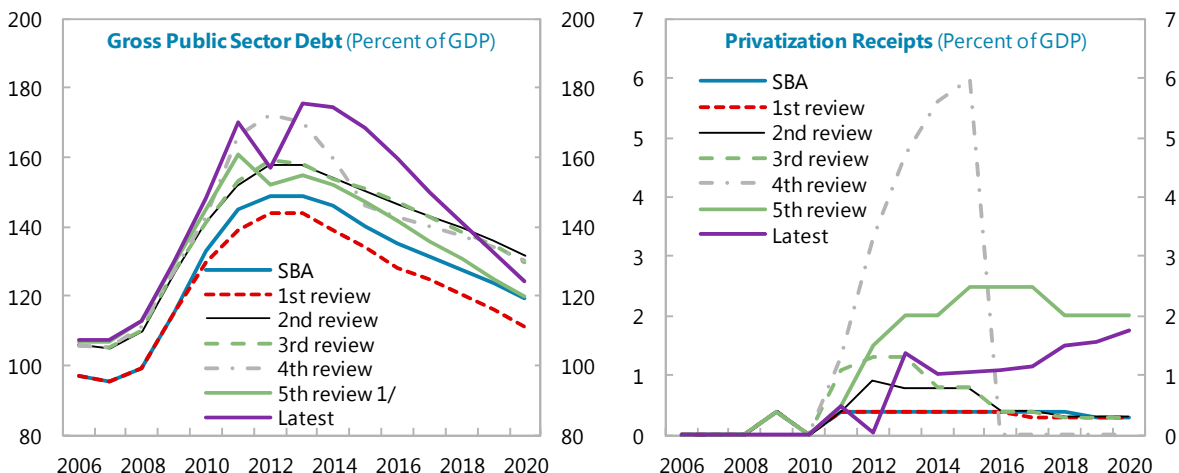 Gross Public Sector Debt (Percent of GDP)
200
180
160
140
120
100
80
200
180
160
140
120
100
80
SBA
1st review
2nd review
3rd review
4th review
5th review 1/
Latest
2006 2008 2010 2012 2014 2016 2018 2020
Privatization Receipts (Percent of GDP)
7
6
5
4
3
2
1
0
7
6
5
4
3
2
1
0
SBA
1st review
2nd review
3rd review
4th review
5th review
Latest
2006 2008 2010 2012 2014 2016 2018 2020